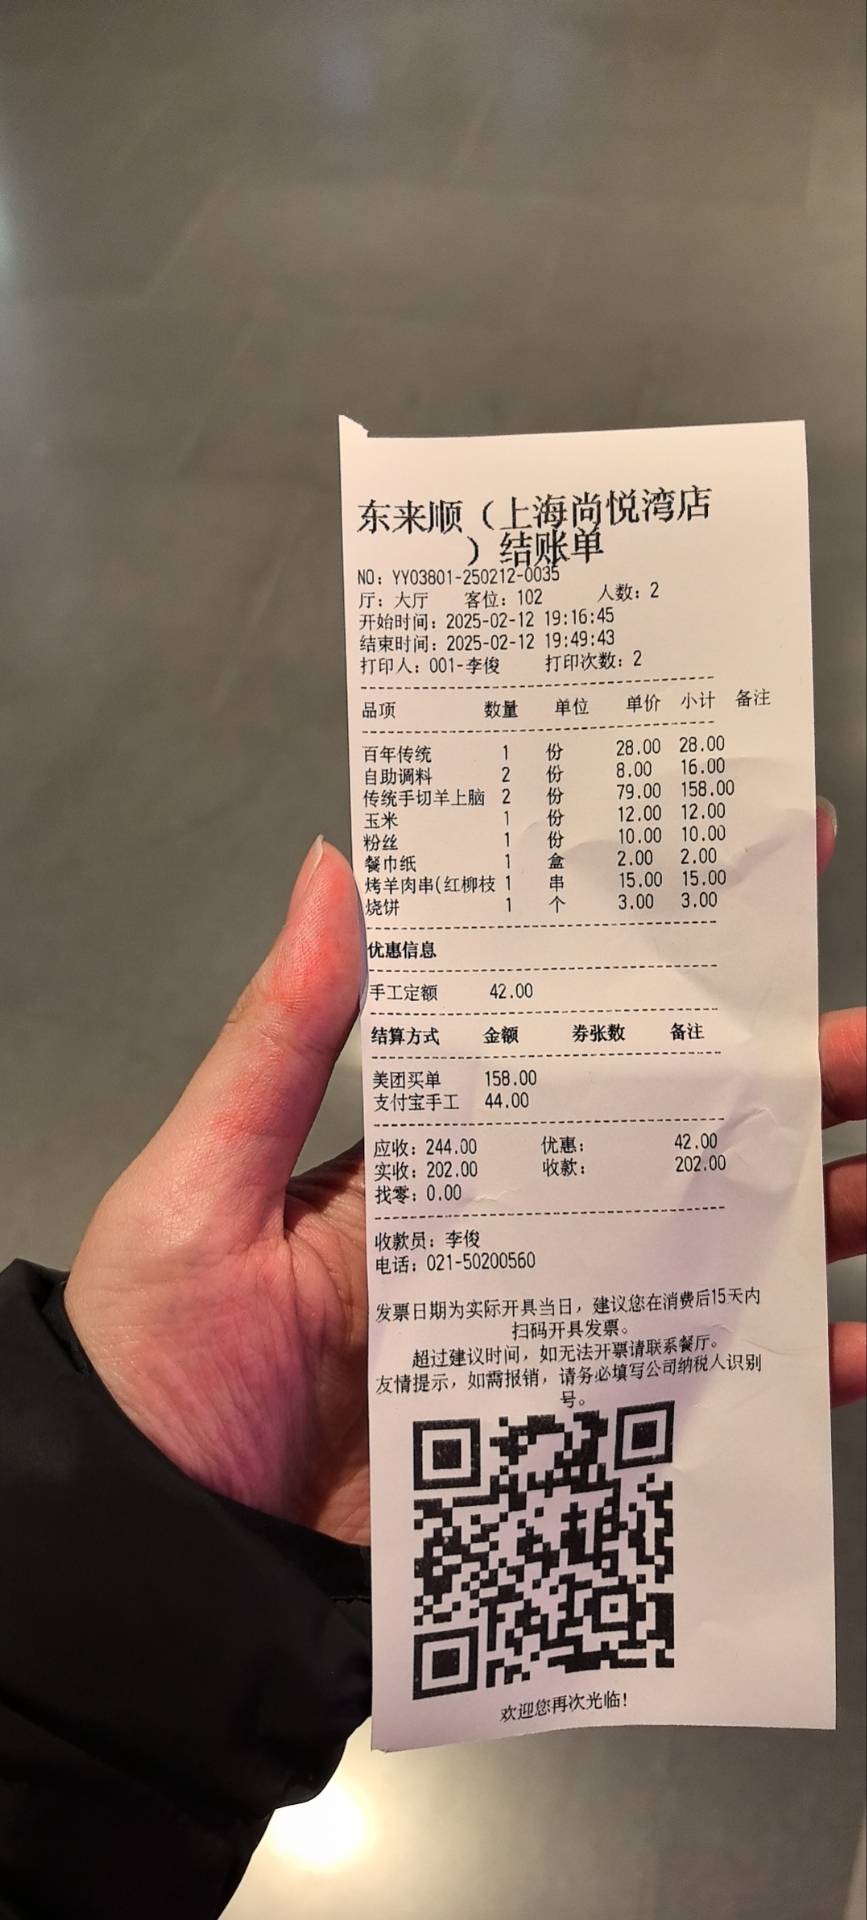 东来顺（上海尚悦湾店
）结账单
NO: YY03801-250212-0035
厅: 大厅 客位: 102 人数: 2
开始时间: 2025-02-12 19:16:45
结束时间: 2025-02-12 19:49:43
打印人: 001-李俊 打印次数: 2
品项 数量 单位 单价 小计 备注
百年传统 1 份 28.00 28.00
自助调料 2 份 8.00 16.00
传统手切羊上脑 2 份 79.00 158.00
玉米 1 份 12.00 12.00
粉丝 1 份 10.00 10.00
餐巾纸 1 盒 2.00 2.00
烤羊肉串(红柳枝 1 串 15.00 15.00
烧饼 1 个 3.00 3.00
优惠信息
手工定额 42.00
结算方式 金额 券张数 备注
美团买单 158.00
支付宝手工 44.00
应收: 244.00 优惠: 42.00
实收: 202.00 收款: 202.00
找零: 0.00
收款员: 李俊
电话: 021-50200560
发票日期为实际开具当日，建议您在消费后15天内
扫码开具发票。
超过建议时间，如无法开票请联系餐厅。
友情提示，如需报销，请务必填写公司纳税人识别
号。
欢迎您再次光临!